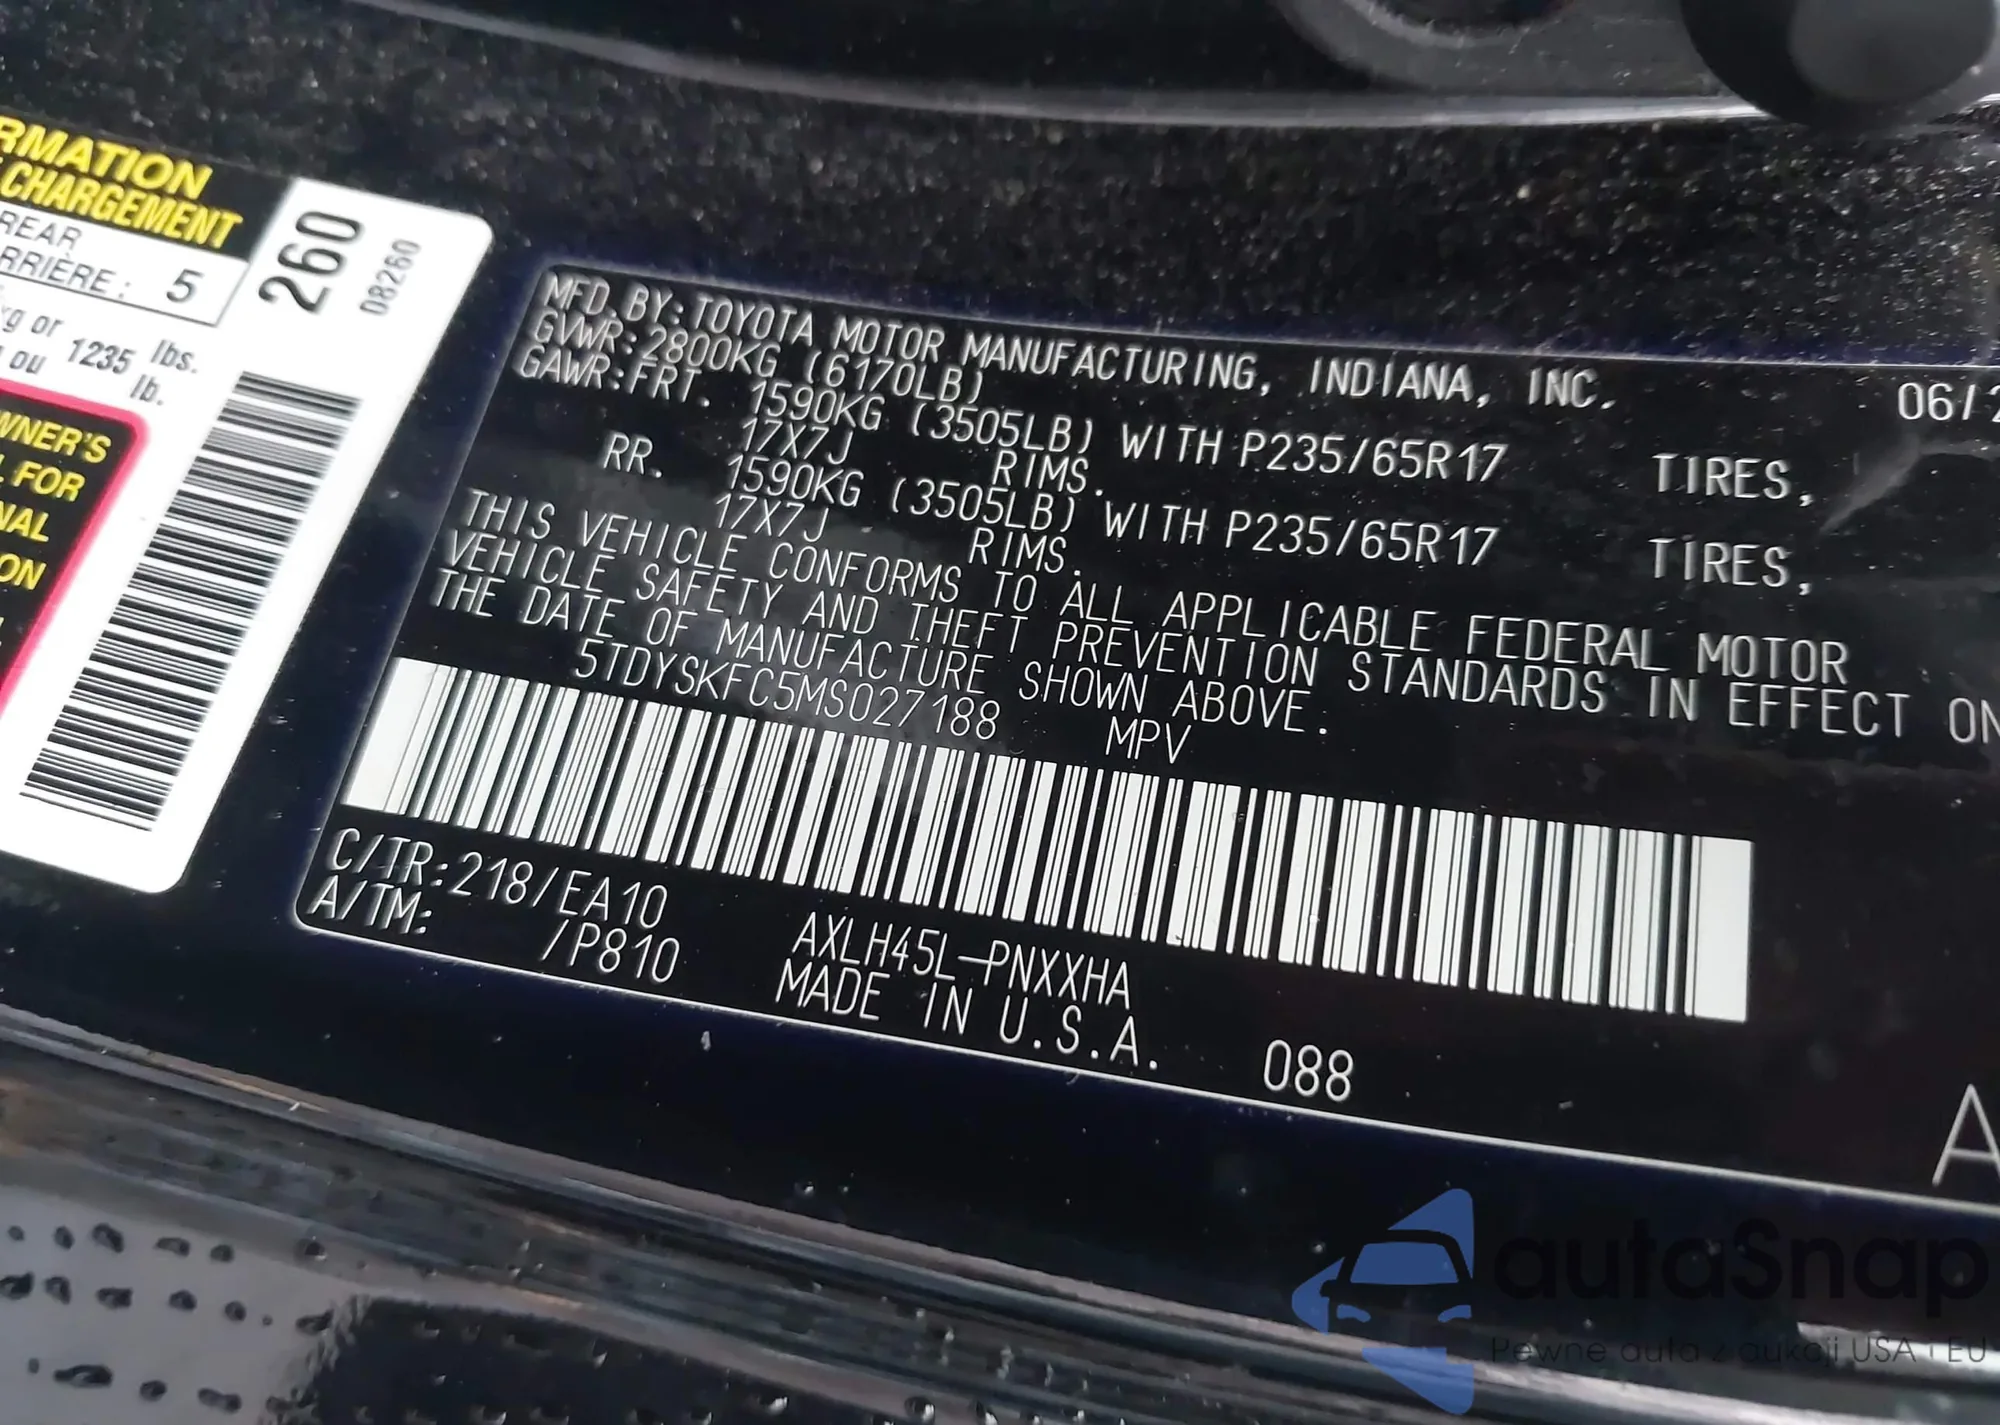 RMATION
CHARGEMENT
REAR
RRIÈRE : 5
kg or 1235 lbs.
ou lb.
WNER'S
L FOR
NAL
ON
260
08260
MFD. BY: TOYOTA MOTOR MANUFACTURING, INDIANA, INC. 06/2
GVWR: 2800KG (6170LB)
GAWR: FRT. 1590KG (3505LB) WITH P235/65R17 TIRES,
17X7J RIMS.
RR. 1590KG (3505LB) WITH P235/65R17 TIRES,
17X7J RIMS.
THIS VEHICLE CONFORMS TO ALL APPLICABLE FEDERAL MOTOR
VEHICLE SAFETY AND THEFT PREVENTION STANDARDS IN EFFECT ON
THE DATE OF MANUFACTURE SHOWN ABOVE.
5TDYSKFC5MS027188 MPV
C/TR: 218/EA10 AXLH45L-PNXXHA
A/TM: /P810 MADE IN U.S.A. 088
A
autaSnap
Pewne auta z aukcji USA i EU